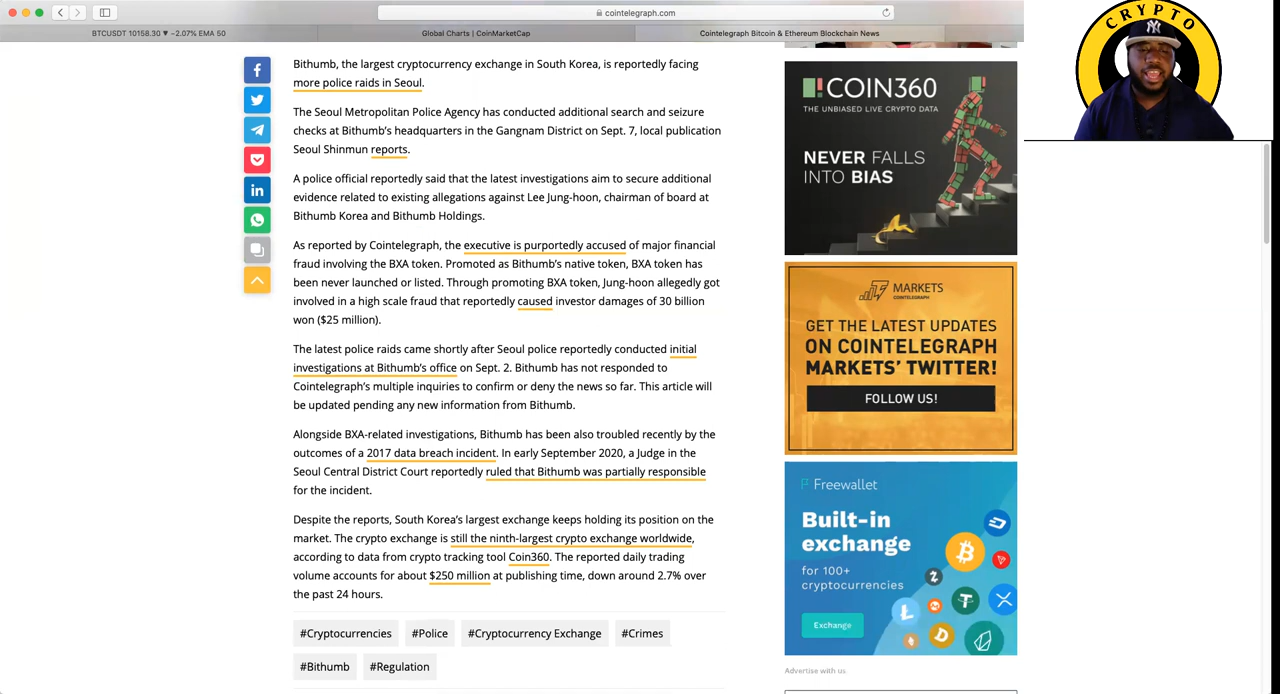 cointelegraph.com
BTCUSDT 10158.30 ▼ −2.07% EMA 50
Global Charts | CoinMarketCap
Cointelegraph Bitcoin & Ethereum Blockchain News
Bithumb, the largest cryptocurrency exchange in South Korea, is reportedly facing
more police raids in Seoul.
The Seoul Metropolitan Police Agency has conducted additional search and seizure
checks at Bithumb's headquarters in the Gangnam District on Sept. 7, local publication
Seoul Shinmun reports.
A police official reportedly said that the latest investigations aim to secure additional
evidence related to existing allegations against Lee Jung-hoon, chairman of board at
Bithumb Korea and Bithumb Holdings.
As reported by Cointelegraph, the executive is purportedly accused of major financial
fraud involving the BXA token. Promoted as Bithumb's native token, BXA token has
been never launched or listed. Through promoting BXA token, Jung-hoon allegedly got
involved in a high scale fraud that reportedly caused investor damages of 30 billion
won ($25 million).
The latest police raids came shortly after Seoul police reportedly conducted initial
investigations at Bithumb's office on Sept. 2. Bithumb has not responded to
Cointelegraph's multiple inquiries to confirm or deny the news so far. This article will
be updated pending any new information from Bithumb.
Alongside BXA-related investigations, Bithumb has been also troubled recently by the
outcomes of a 2017 data breach incident. In early September 2020, a Judge in the
Seoul Central District Court reportedly ruled that Bithumb was partially responsible
for the incident.
Despite the reports, South Korea's largest exchange keeps holding its position on the
market. The crypto exchange is still the ninth-largest crypto exchange worldwide,
according to data from crypto tracking tool Coin360. The reported daily trading
volume accounts for about $250 million at publishing time, down around 2.7% over
the past 24 hours.
#Cryptocurrencies
#Police
#Cryptocurrency Exchange
#Crimes
#Bithumb
#Regulation
COIN360
THE UNBIASED LIVE CRYPTO DATA
NEVER FALLS
INTO BIAS
MARKETS
COINTELEGRAPH
GET THE LATEST UPDATES
ON COINTELEGRAPH
MARKETS' TWITTER!
FOLLOW US!
Freewallet
Built-in
exchange
for 100+
cryptocurrencies
Exchange
Advertise with us
CRYPTO